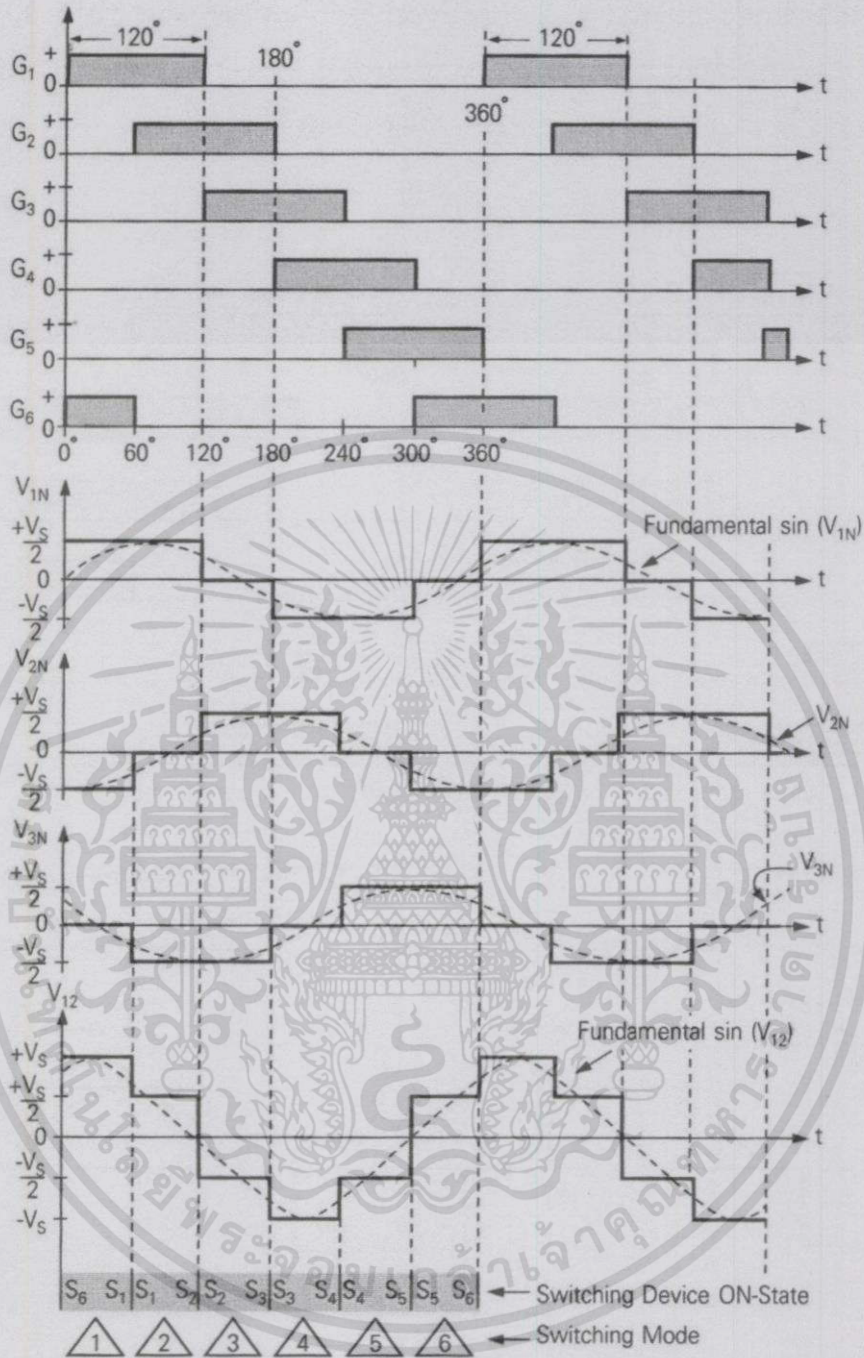 120° 120°
G₁ + 0 180° t
360°
G₂ + 0 t
G₃ + 0 t
G₄ + 0 t
G₅ + 0 t
G₆ + 0 t
0° 60° 120° 180° 240° 300° 360°
V₁N
+Vs/2 Fundamental sin (V₁N)
0 t
-Vs/2
V₂N
+Vs/2 V₂N
0 t
-Vs/2
V₃N
+Vs/2 V₃N
0 t
-Vs/2
V₁₂
+Vs Fundamental sin (V₁₂)
+Vs/2
0 t
-Vs/2
-Vs
S₆ S₁ S₁ S₂ S₂ S₃ S₃ S₄ S₄ S₅ S₅ S₆ Switching Device ON-State
1 2 3 4 5 6 Switching Mode